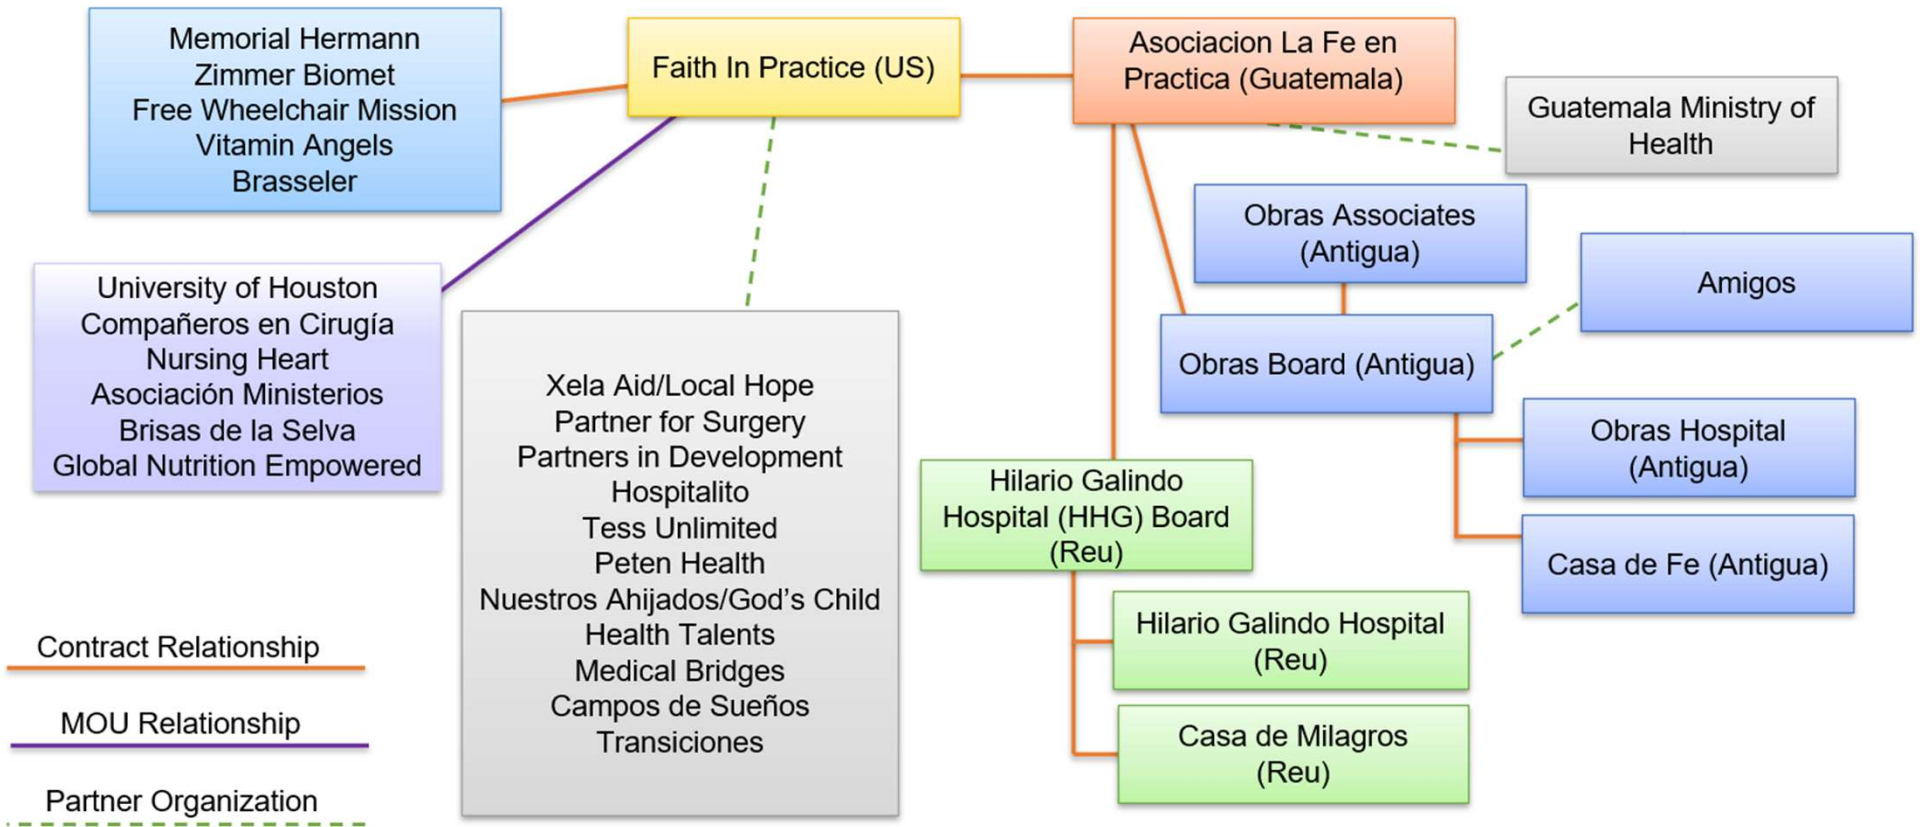 Memorial Hermann
Zimmer Biomet
Free Wheelchair Mission
Vitamin Angels
Brasseler
Faith In Practice (US)
Asociacion La Fe en
Practica (Guatemala)
Guatemala Ministry of
Health
Obras Associates
(Antigua)
Amigos
University of Houston
Compañeros en Cirugía
Nursing Heart
Asociación Ministerios
Brisas de la Selva
Global Nutrition Empowered
Obras Board (Antigua)
Xela Aid/Local Hope
Partner for Surgery
Partners in Development
Hospitalito
Tess Unlimited
Peten Health
Nuestros Ahijados/God’s Child
Health Talents
Medical Bridges
Campos de Sueños
Transiciones
Obras Hospital
(Antigua)
Hilario Galindo
Hospital (HHG) Board
(Reu)
Casa de Fe (Antigua)
Hilario Galindo Hospital
(Reu)
Casa de Milagros
(Reu)
Contract Relationship
MOU Relationship
Partner Organization